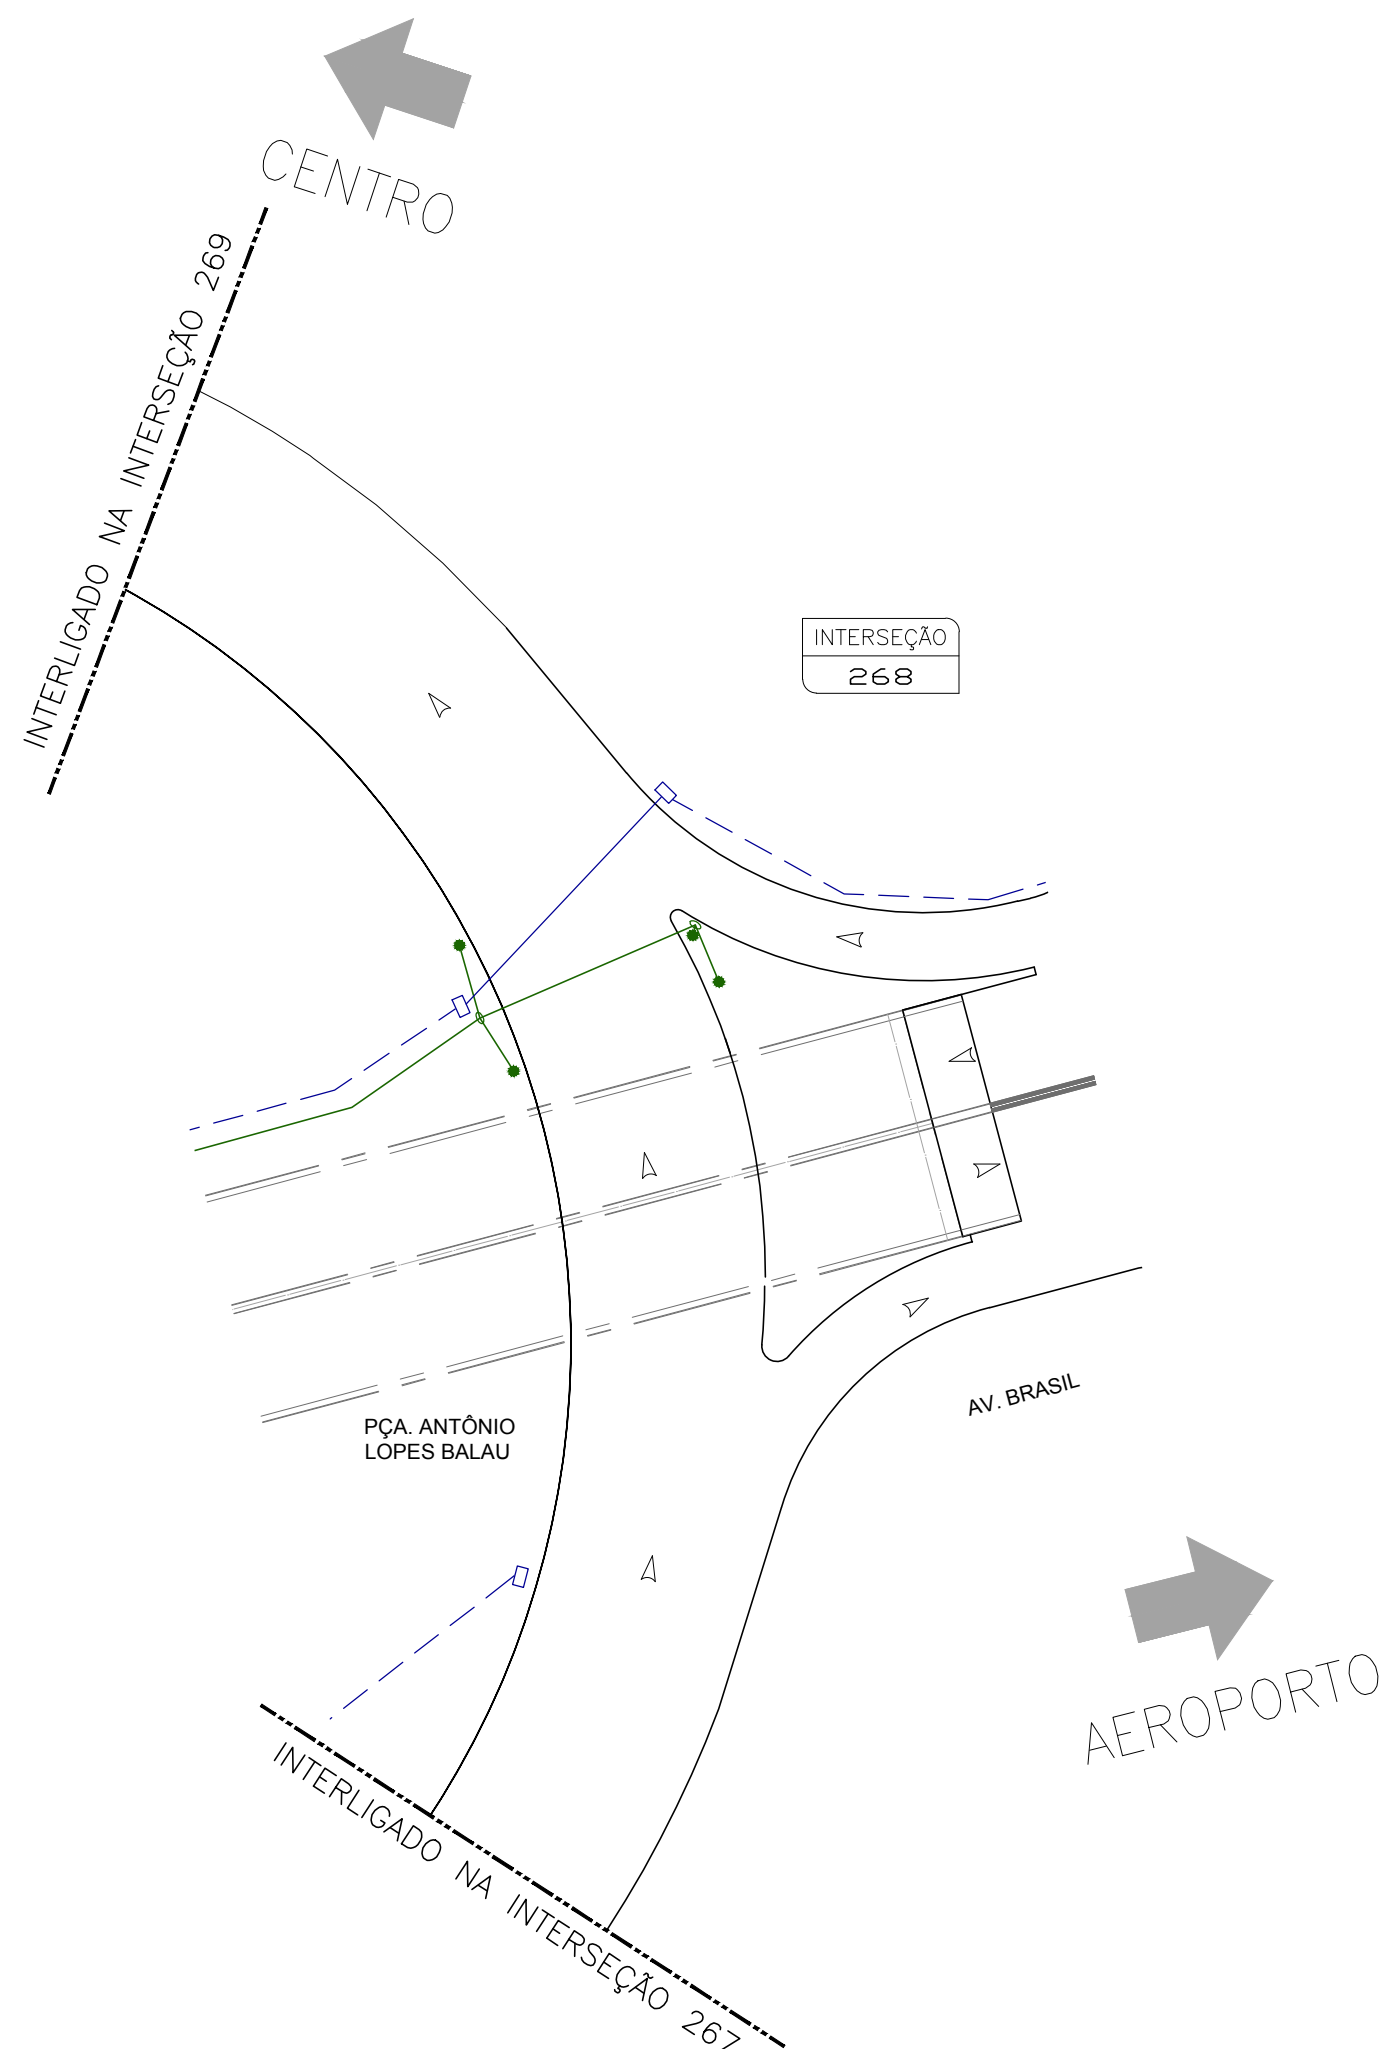 CENTRO
INTERLIGADO NA INTERSEÇÃO 269
INTERSEÇÃO
268
PÇA. ANTÔNIO
LOPES BALAU
AV. BRASIL
AEROPORTO
INTERLIGADO NA INTERSEÇÃO 267